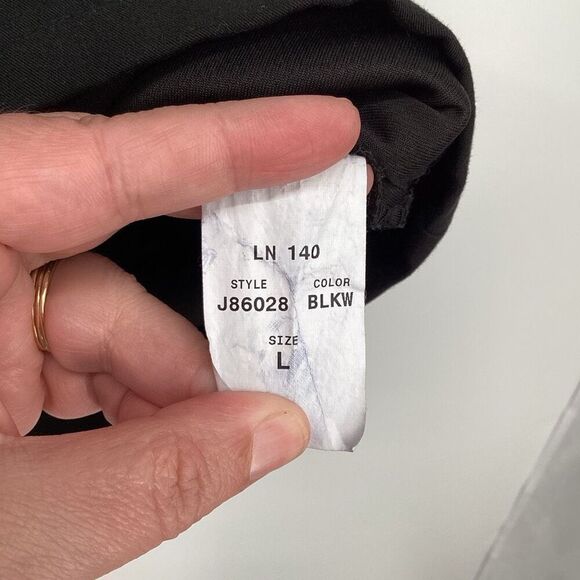 LN 140
STYLE COLOR
J86028 BLKW
SIZE
L